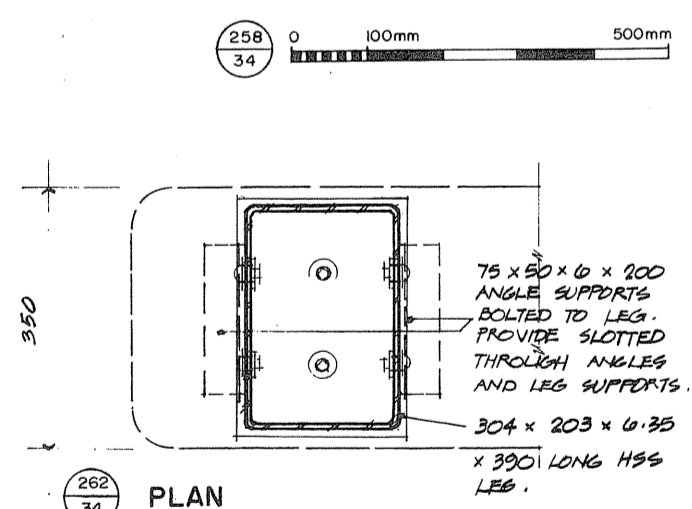 258
34
0 100mm 500mm
350
75 x 50 x 6 x 200
ANGLE SUPPORTS
BOLTED TO LEG.
PROVIDE SLOTTED
THROUGH ANGLES
AND LEG SUPPORTS.
304 x 203 x 6.35
x 390 LONG HSS
LEG.
262
34
PLAN